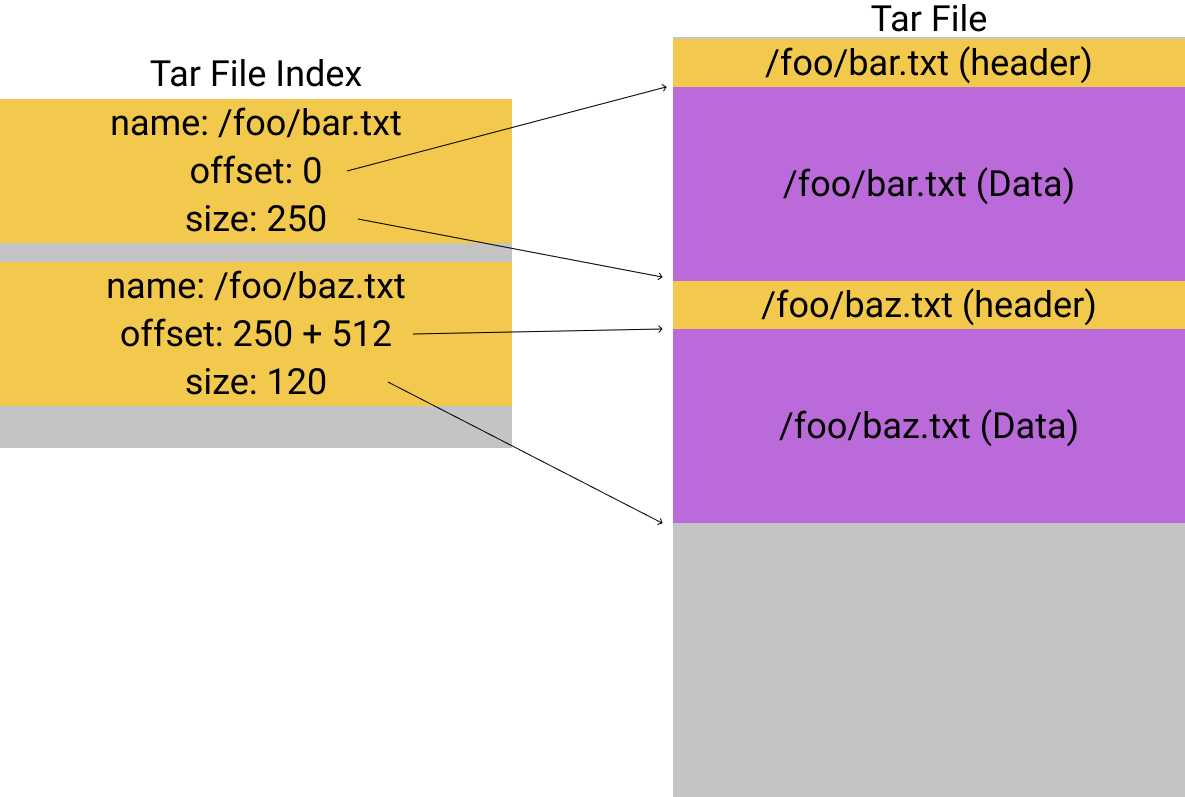 Tar File Index
name: /foo/bar.txt
offset: 0
size: 250
name: /foo/baz.txt
offset: 250 + 512
size: 120
Tar File
/foo/bar.txt (header)
/foo/bar.txt (Data)
/foo/baz.txt (header)
/foo/baz.txt (Data)